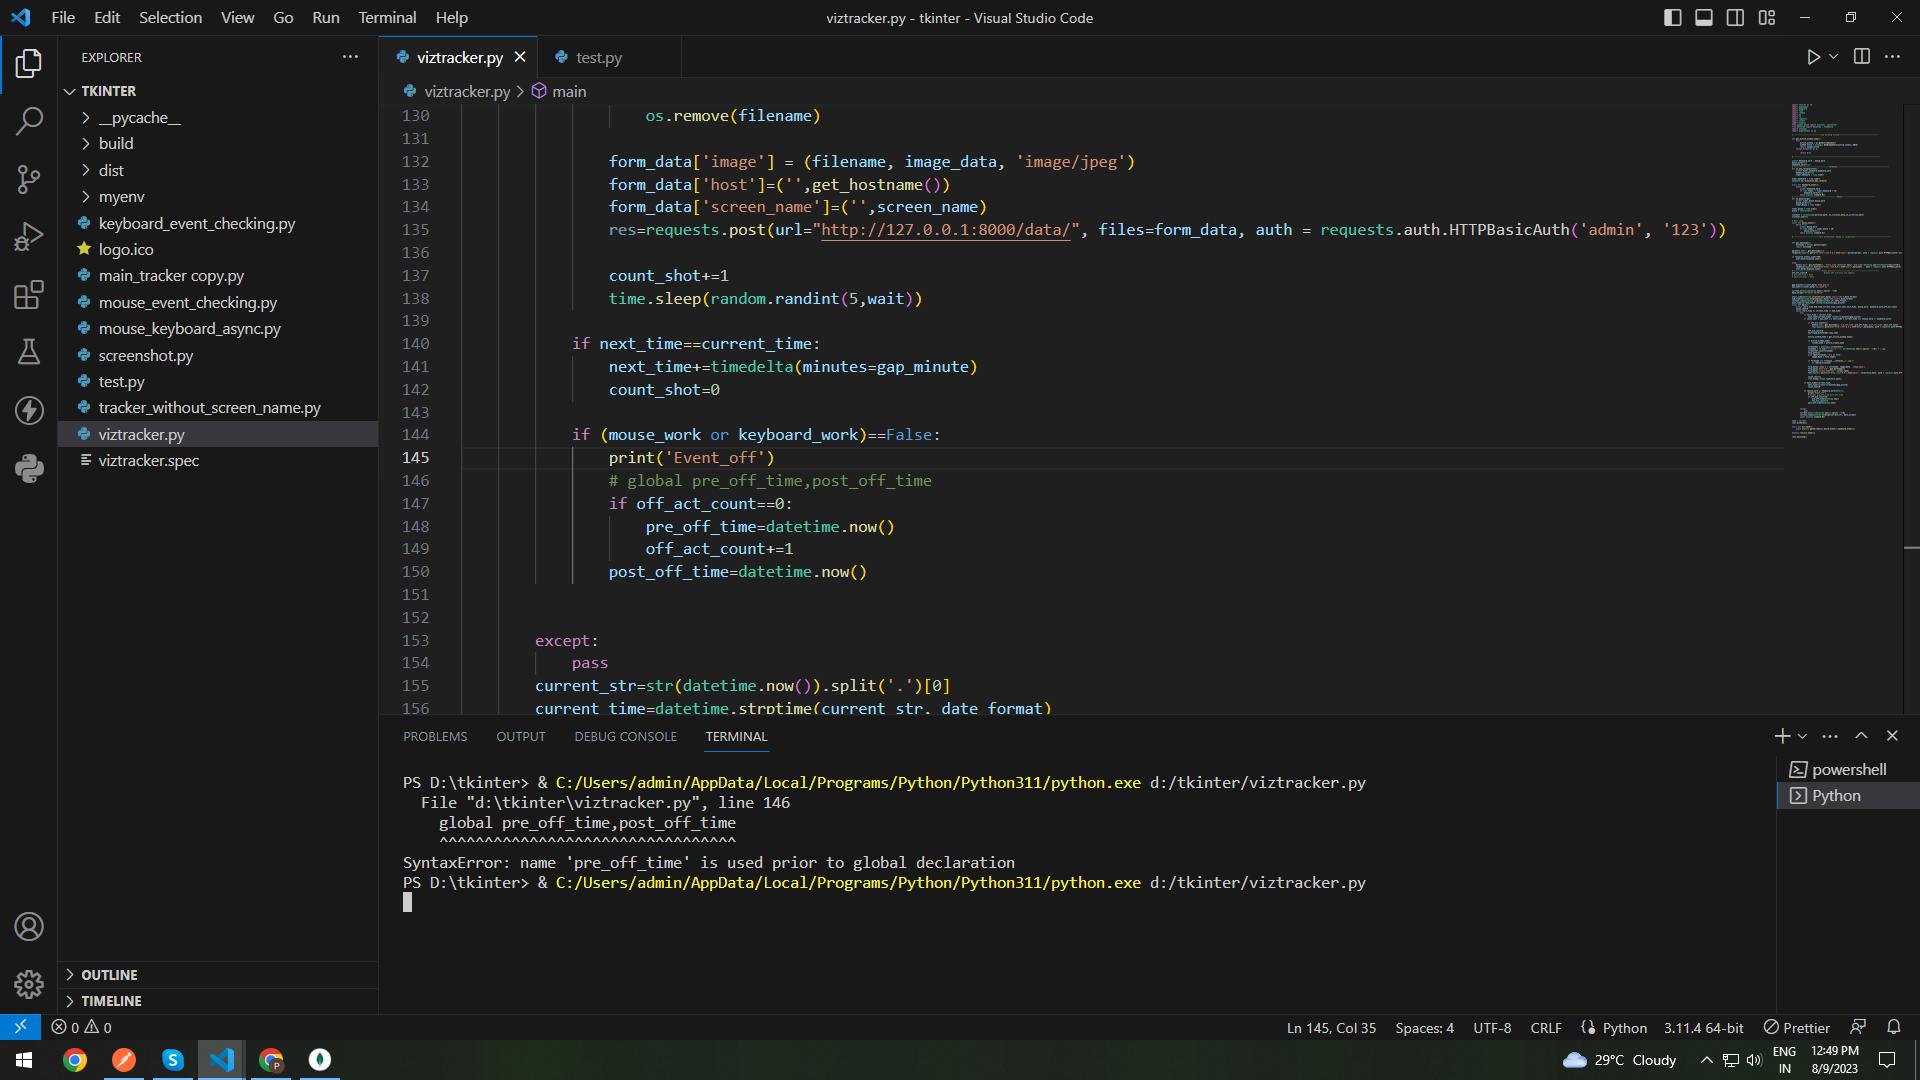 File Edit Selection View Go Run Terminal Help
viztracker.py - tkinter - Visual Studio Code
EXPLORER
TKINTER
__pycache__
build
dist
myenv
keyboard_event_checking.py
logo.ico
main_tracker copy.py
mouse_event_checking.py
mouse_keyboard_async.py
screenshot.py
test.py
tracker_without_screen_name.py
viztracker.py
viztracker.spec
OUTLINE
TIMELINE
viztracker.py test.py
viztracker.py > main
130 os.remove(filename)
131
132 form_data['image'] = (filename, image_data, 'image/jpeg')
133 form_data['host']=('',get_hostname())
134 form_data['screen_name']=('',screen_name)
135 res=requests.post(url="http://127.0.0.1:8000/data/", files=form_data, auth = requests.auth.HTTPBasicAuth('admin', '123'))
136
137 count_shot+=1
138 time.sleep(random.randint(5,wait))
139
140 if next_time==current_time:
141 next_time+=timedelta(minutes=gap_minute)
142 count_shot=0
143
144 if (mouse_work or keyboard_work)==False:
145 print('Event_off')
146 # global pre_off_time,post_off_time
147 if off_act_count==0:
148 pre_off_time=datetime.now()
149 off_act_count+=1
150 post_off_time=datetime.now()
151
152
153 except:
154 pass
155 current_str=str(datetime.now()).split('.')[0]
156 current_time=datetime.strptime(current_str, date_format)
PROBLEMS OUTPUT DEBUG CONSOLE TERMINAL
PS D:\tkinter> & C:/Users/admin/AppData/Local/Programs/Python/Python311/python.exe d:/tkinter/viztracker.py
File "d:\tkinter\viztracker.py", line 146
global pre_off_time,post_off_time
^^^^^^^^^^^^^^^^^^^^^^^^^^^^^^^^^
SyntaxError: name 'pre_off_time' is used prior to global declaration
PS D:\tkinter> & C:/Users/admin/AppData/Local/Programs/Python/Python311/python.exe d:/tkinter/viztracker.py
powershell
Python
0 0
Ln 145, Col 35 Spaces: 4 UTF-8 CRLF Python 3.11.4 64-bit Prettier
29°C Cloudy
ENG
IN
12:49 PM
8/9/2023